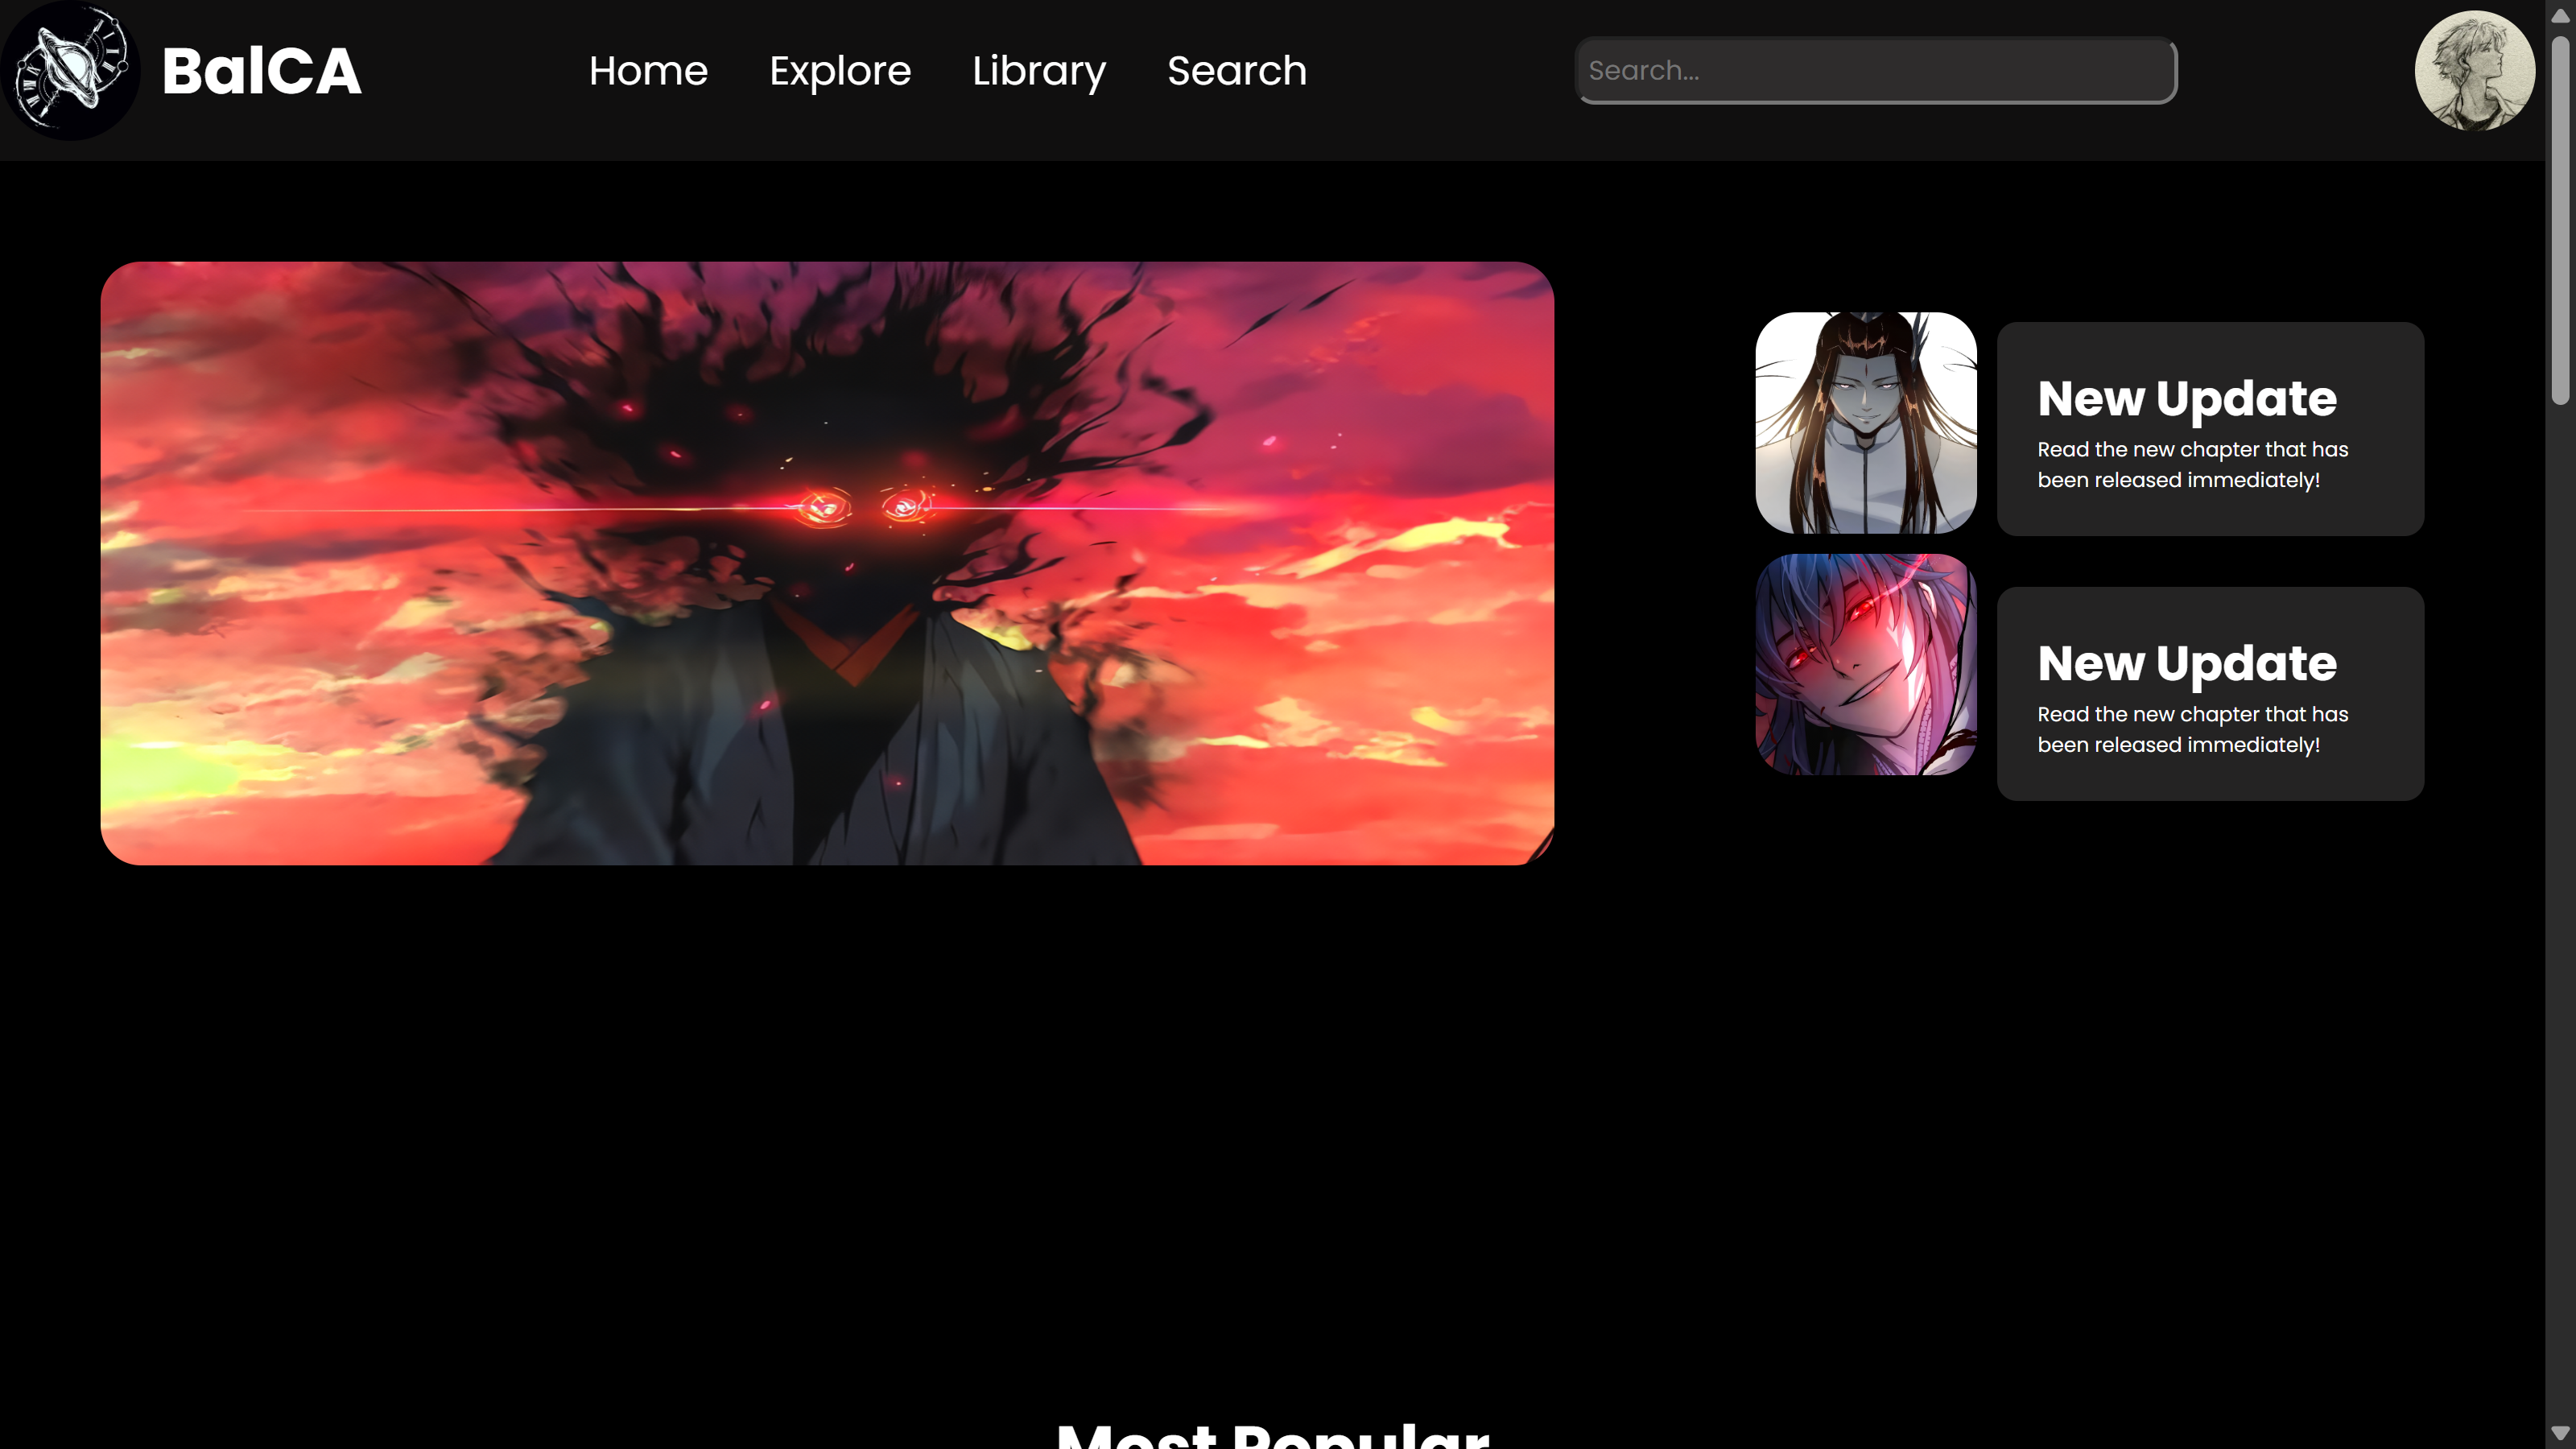 BalCA
Home
Explore
Library
Search
Search...
New Update
Read the new chapter that has
been released immediately!
New Update
Read the new chapter that has
been released immediately!
Most Popular